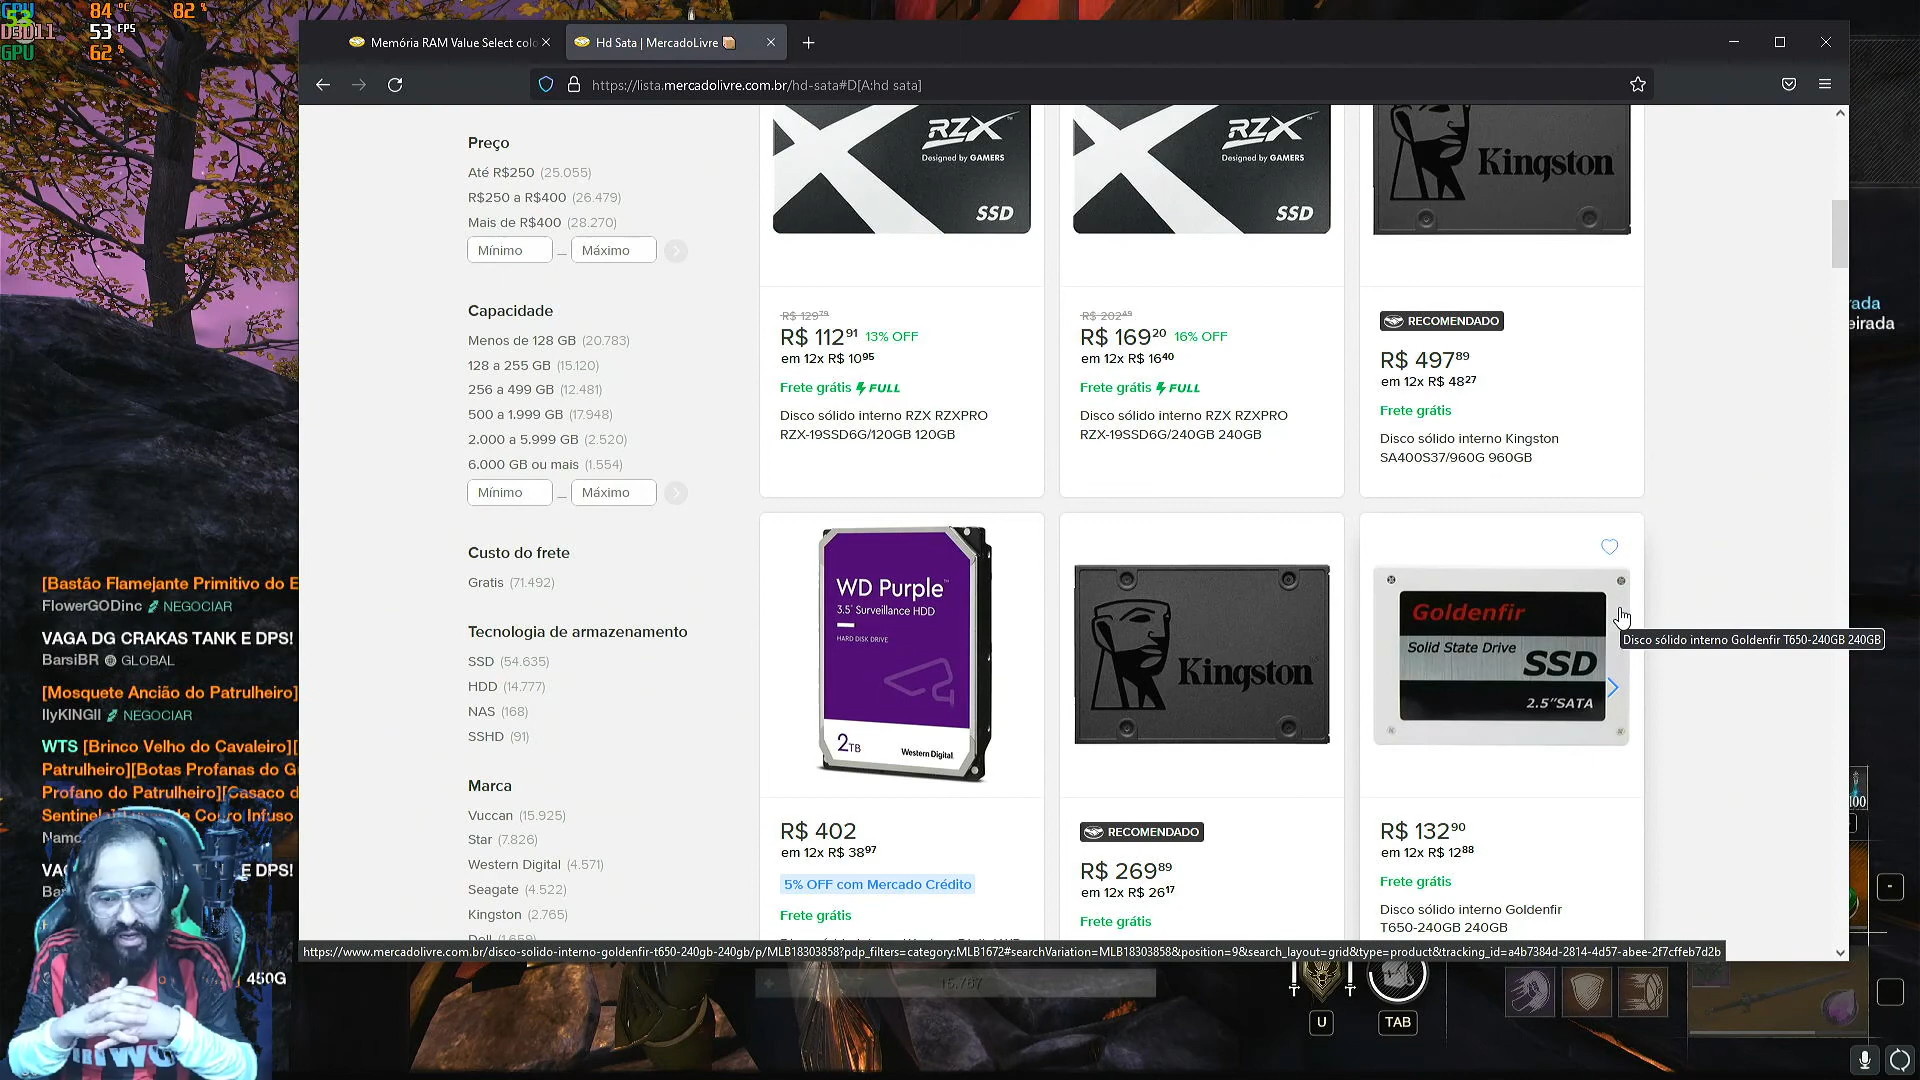 CPU 84 °C 82 %
D3D11 53 FPS
GPU 62 %
Memória RAM Value Select colo
Hd Sata | MercadoLivre
https://lista.mercadolivre.com.br/hd-sata#D[A:hd sata]
Preço
Até R$250 (25.055)
R$250 a R$400 (26.479)
Mais de R$400 (28.270)
Mínimo
Máximo
Capacidade
Menos de 128 GB (20.783)
128 a 255 GB (15.120)
256 a 499 GB (12.481)
500 a 1.999 GB (17.948)
2.000 a 5.999 GB (2.520)
6.000 GB ou mais (1.554)
Mínimo
Máximo
Custo do frete
Gratis (71.492)
Tecnologia de armazenamento
SSD (54.635)
HDD (14.777)
NAS (168)
SSHD (91)
Marca
Vuccan (15.925)
Star (7.826)
Western Digital (4.571)
Seagate (4.522)
Kingston (2.765)
Dell (1.659)
RZX
Designed by GAMERS
SSD
R$ 129,79
R$ 112,91 13% OFF
em 12x R$ 10,95
Frete grátis FULL
Disco sólido interno RZX RZXPRO
RZX-19SSD6G/120GB 120GB
RZX
Designed by GAMERS
SSD
R$ 202,49
R$ 169,20 16% OFF
em 12x R$ 16,40
Frete grátis FULL
Disco sólido interno RZX RZXPRO
RZX-19SSD6G/240GB 240GB
Kingston
RECOMENDADO
R$ 497,89
em 12x R$ 48,27
Frete grátis
Disco sólido interno Kingston
SA400S37/960G 960GB
WD Purple
3.5" Surveillance HDD
HARD DISK DRIVE
2TB
Western Digital
R$ 402
em 12x R$ 38,97
5% OFF com Mercado Crédito
Frete grátis
Kingston
RECOMENDADO
R$ 269,89
em 12x R$ 26,17
Frete grátis
Goldenfir
Solid State Drive
SSD
2.5"SATA
Disco sólido interno Goldenfir T650-240GB 240GB
R$ 132,90
em 12x R$ 12,88
Frete grátis
Disco sólido interno Goldenfir
T650-240GB 240GB
https://www.mercadolivre.com.br/disco-solido-interno-goldenfir-t650-240gb-240gb/p/MLB18303858?pdp_filters=category:MLB1672#searchVariation=MLB18303858&position=9&search_layout=grid&type=product&tracking_id=a4b7384d-2814-4d57-abee-2f7cffeb7d2b
[Bastão Flamejante Primitivo do E
FlowerGODinc NEGOCIAR
VAGA DG CRAKAS TANK E DPS!
BarsiBR GLOBAL
[Mosquete Ancião do Patrulheiro]
IlyKINGII NEGOCIAR
WTS [Brinco Velho do Cavaleiro][
Patrulheiro][Botas Profanas do G
Profano do Patrulheiro][Casaco d
E DPS!
450G
15.767
U
TAB
100